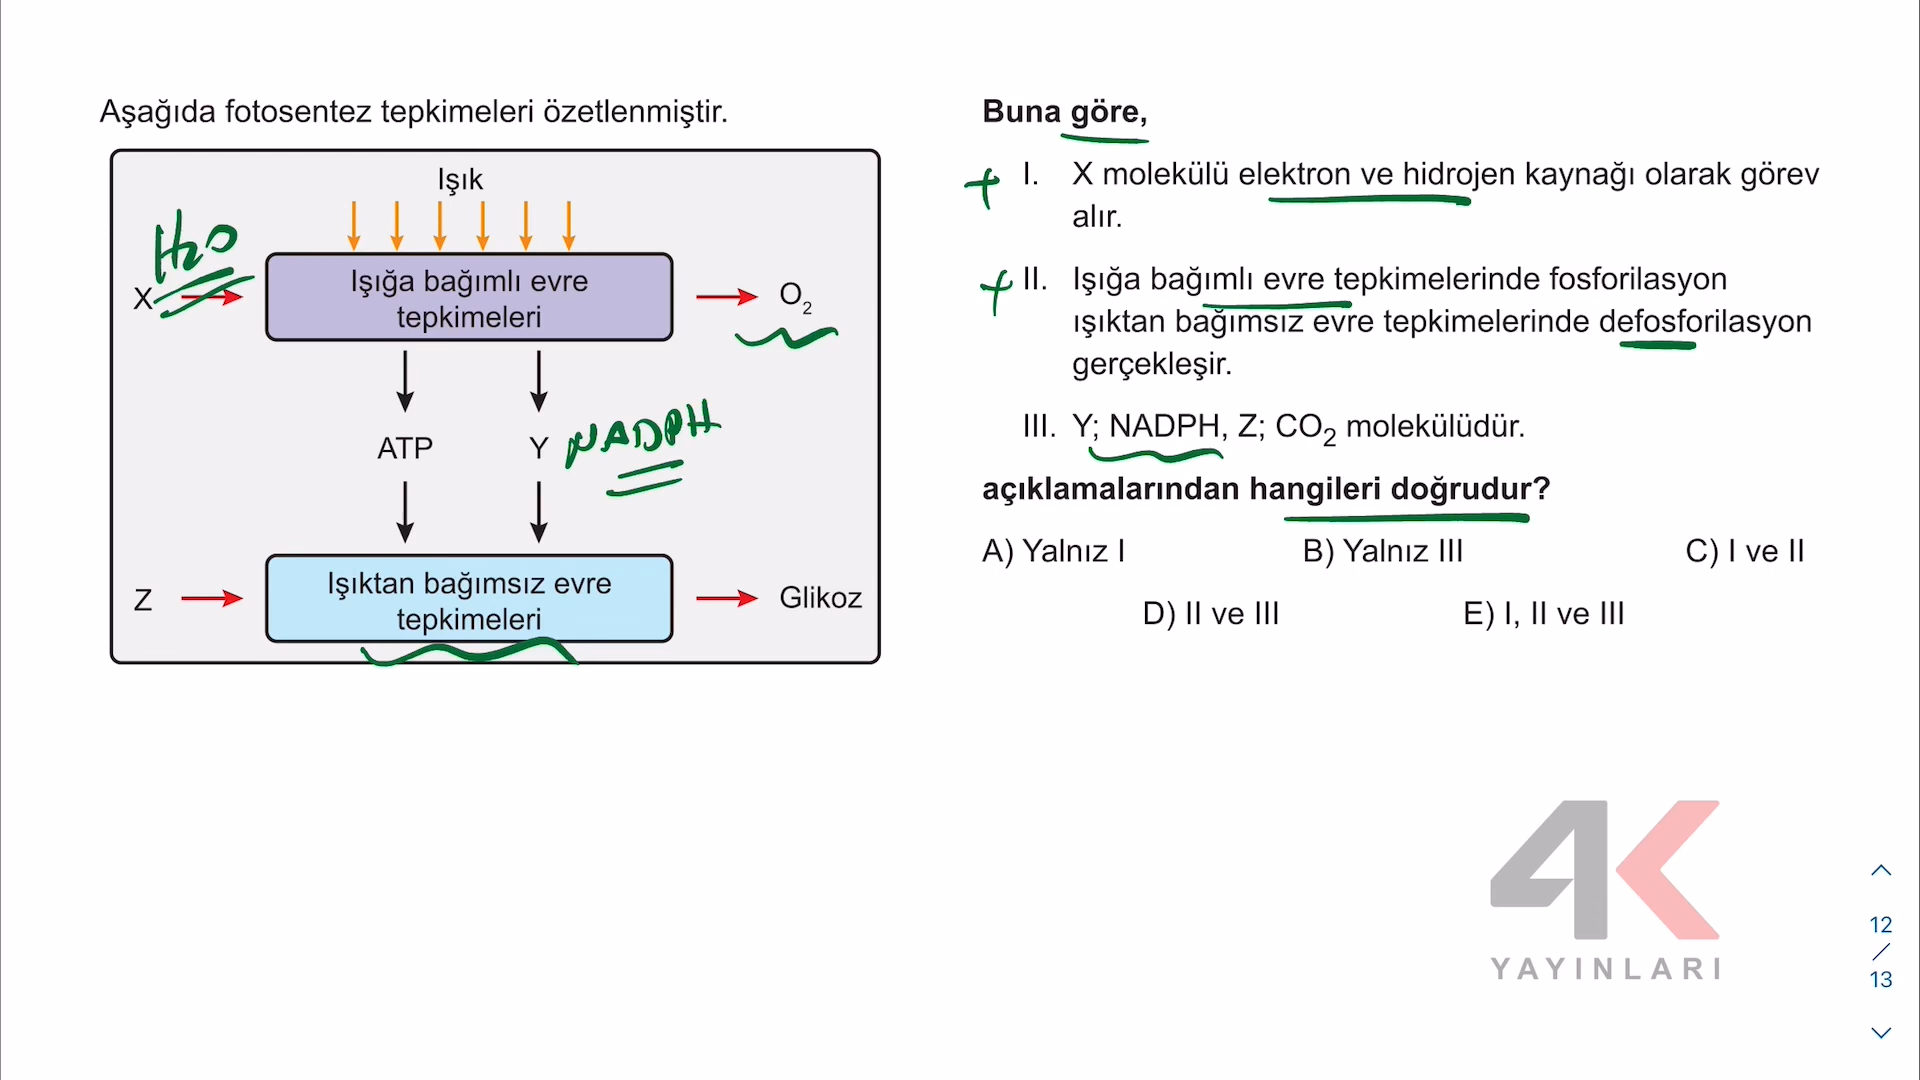 Aşağıda fotosentez tepkimeleri özetlenmiştir.
Işık
H₂O
X
Işığa bağımlı evre
tepkimeleri
O₂
ATP
Y
NADPH
Z
Işıktan bağımsız evre
tepkimeleri
Glikoz
Buna göre,
+ I. X molekülü elektron ve hidrojen kaynağı olarak görev
alır.
+ II. Işığa bağımlı evre tepkimelerinde fosforilasyon
ışıktan bağımsız evre tepkimelerinde defosforilasyon
gerçekleşir.
III. Y; NADPH, Z; CO₂ molekülüdür.
açıklamalarından hangileri doğrudur?
A) Yalnız I B) Yalnız III C) I ve II
D) II ve III E) I, II ve III
4K
YAYINLARI
12
/
13